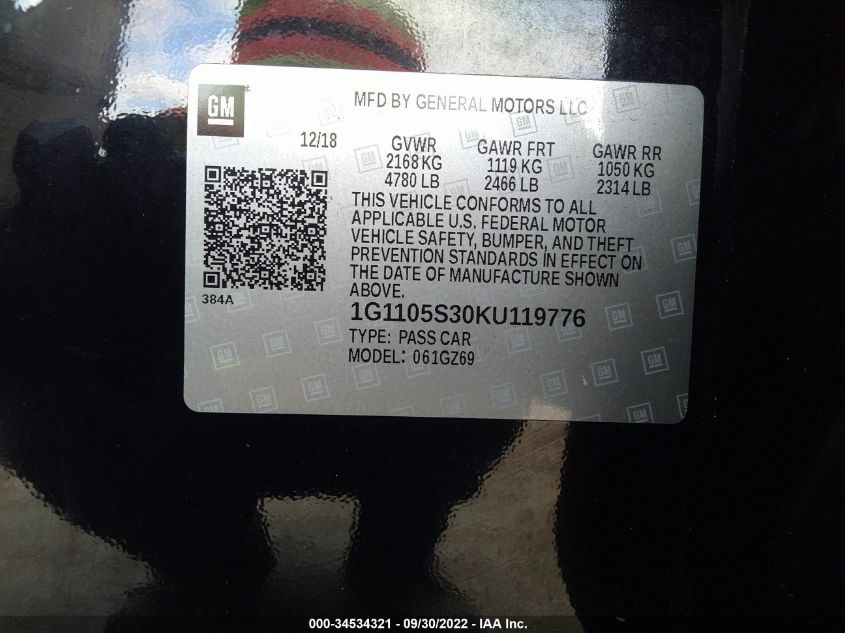 GM
MFD BY GENERAL MOTORS LLC
12/18
GVWR GAWR FRT GAWR RR
2168 KG 1119 KG 1050 KG
4780 LB 2466 LB 2314 LB
THIS VEHICLE CONFORMS TO ALL
APPLICABLE U.S. FEDERAL MOTOR
VEHICLE SAFETY, BUMPER, AND THEFT
PREVENTION STANDARDS IN EFFECT ON
THE DATE OF MANUFACTURE SHOWN
ABOVE.
384A
1G1105S30KU119776
TYPE: PASS CAR
MODEL: 061GZ69
000-34534321 / 09/30/2022 - IAA Inc.